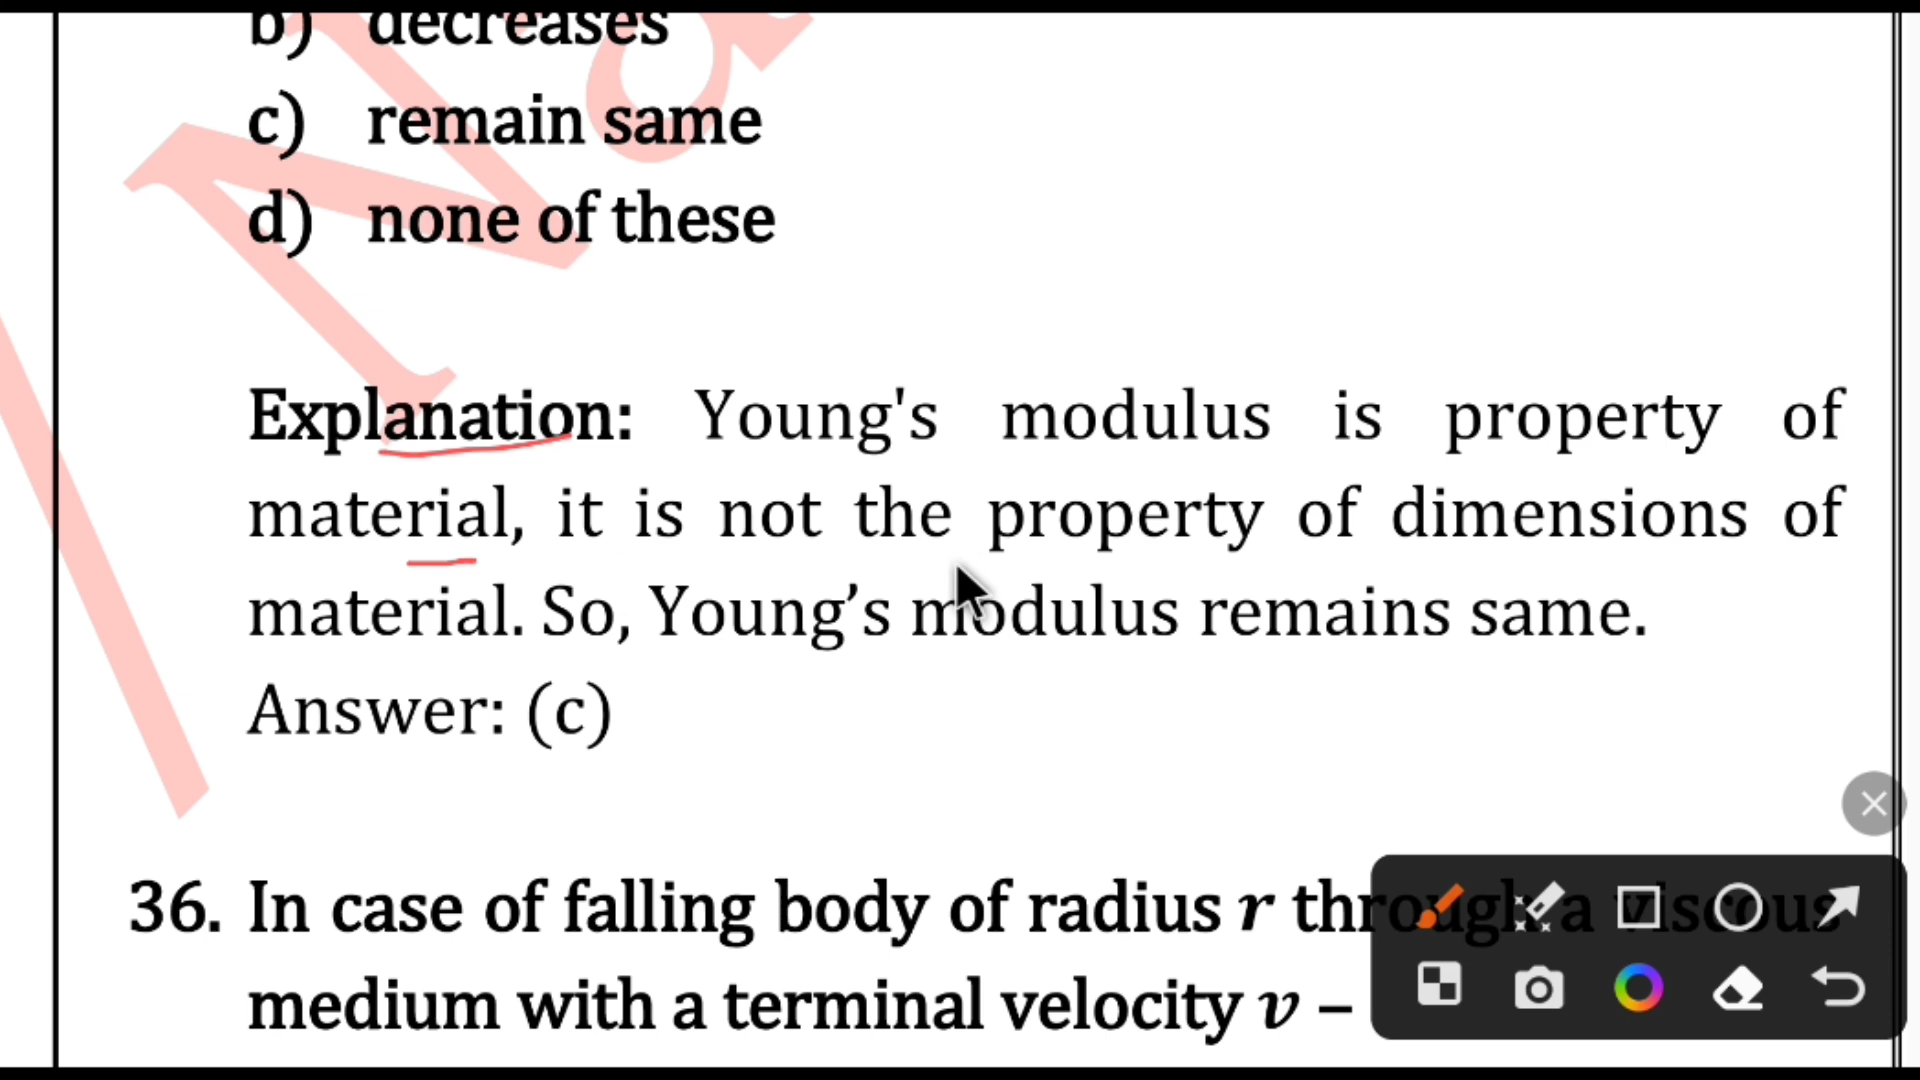 b) decreases
c) remain same
d) none of these
Explanation: Young's modulus is property of
material, it is not the property of dimensions of
material. So, Young’s modulus remains same.
Answer: (c)
36. In case of falling body of radius r through a viscous
medium with a terminal velocity v –